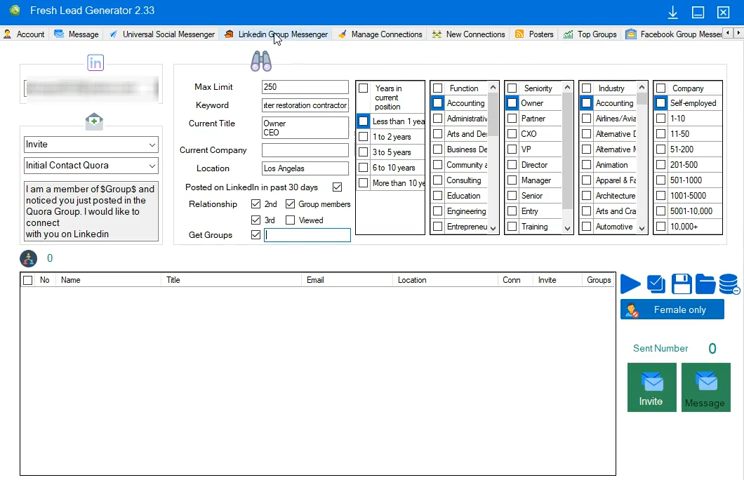 Fresh Lead Generator 2.33
Account Message Universal Social Messenger Linkedin Group Messenger Manage Connections New Connections Posters Top Groups Facebook Group Messer
in
Max Limit 250
Keyword iter restoration contractor
Current Title Owner
CEO
Current Company
Location Los Angelas
Posted on LinkedIn in past 30 days
Relationship 2nd Group members
3rd Viewed
Get Groups
Invite
Initial Contact Quora
I am a member of $Group$ and
noticed you just posted in the
Quora Group. I would like to
connect
with you on Linkedin
Years in
current
position
Less than 1 yea
1 to 2 years
3 to 5 years
6 to 10 years
More than 10 ye
Function
Accounting
Administrativ
Arts and De
Business De
Community a
Consulting
Education
Engineering
Entrepreneu
Seniority
Owner
Partner
CXO
VP
Director
Manager
Senior
Entry
Training
Industry
Accounting
Airlines/Avia
Alternative D
Alternative M
Animation
Apparel & Fa
Architecture
Arts and Cra
Automotive
Company
Self-employed
1-10
11-50
51-200
201-500
501-1000
1001-5000
5001-10,000
10,000+
0
No Name Title Email Location Conn Invite Groups
Female only
Sent Number 0
Invite Message